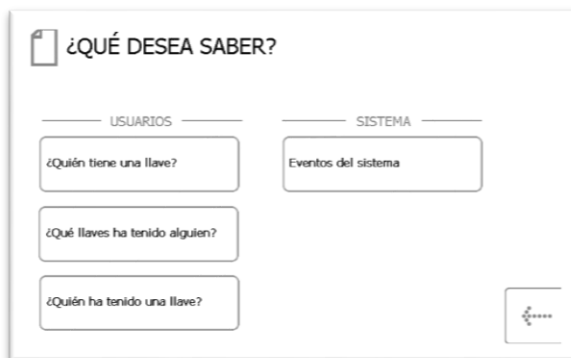 ¿QUÉ DESEA SABER?
USUARIOS
¿Quién tiene una llave?
¿Qué llaves ha tenido alguien?
¿Quién ha tenido una llave?
SISTEMA
Eventos del sistema